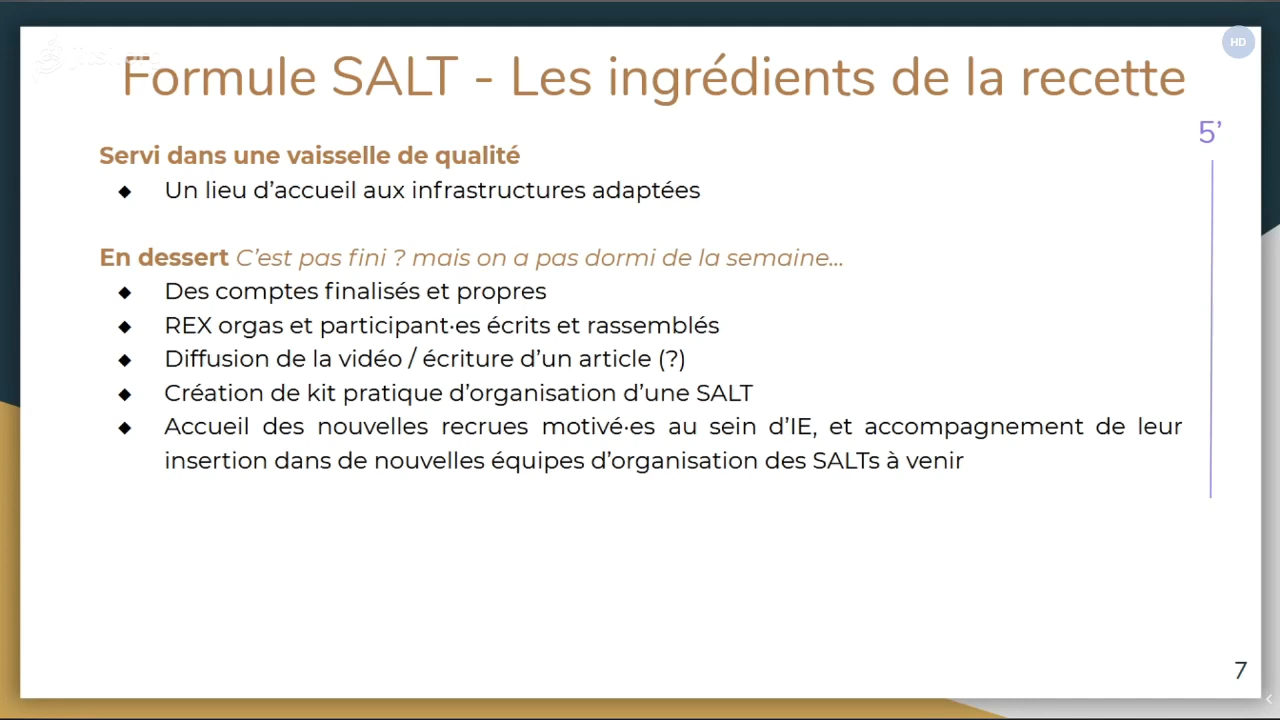 HD
Formule SALT - Les ingrédients de la recette
5’
Servi dans une vaisselle de qualité
◆ Un lieu d’accueil aux infrastructures adaptées
En dessert C’est pas fini ? mais on a pas dormi de la semaine...
◆ Des comptes finalisés et propres
◆ REX orgas et participant·es écrits et rassemblés
◆ Diffusion de la vidéo / écriture d’un article (?)
◆ Création de kit pratique d’organisation d’une SALT
◆ Accueil des nouvelles recrues motivé·es au sein d’IE, et accompagnement de leur
insertion dans de nouvelles équipes d’organisation des SALTs à venir
7